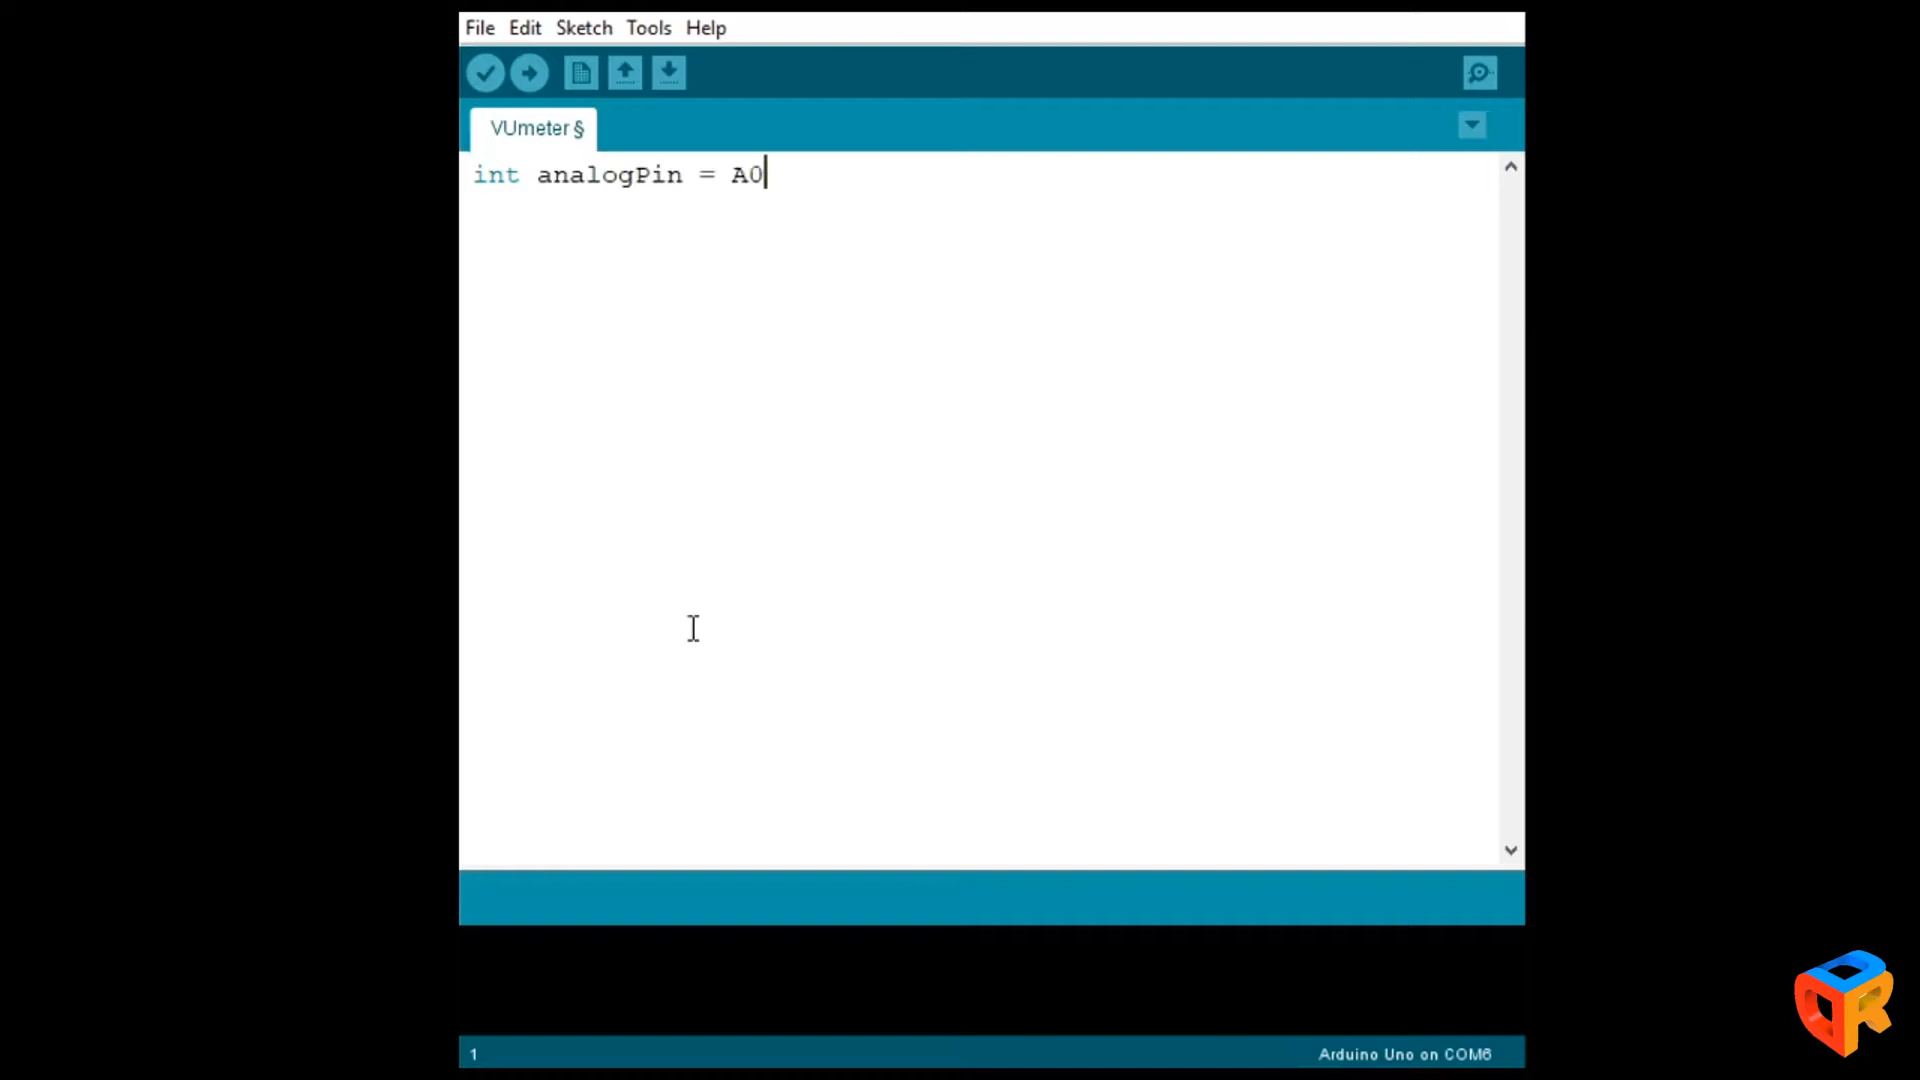 File Edit Sketch Tools Help
VUmeter §
int analogPin = A0
1
Arduino Uno on COM6